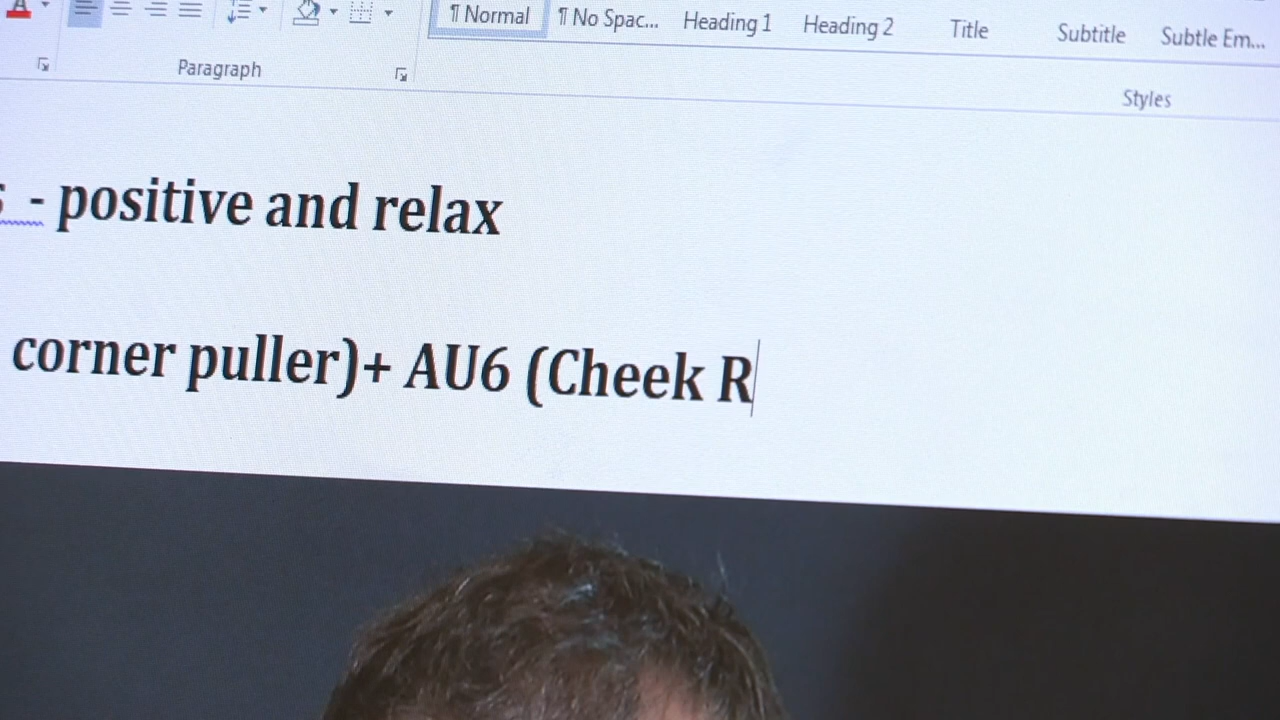 ¶ Normal ¶ No Spac... Heading 1 Heading 2 Title Subtitle Subtle Em...
Paragraph Styles
- positive and relax
corner puller)+ AU6 (Cheek R